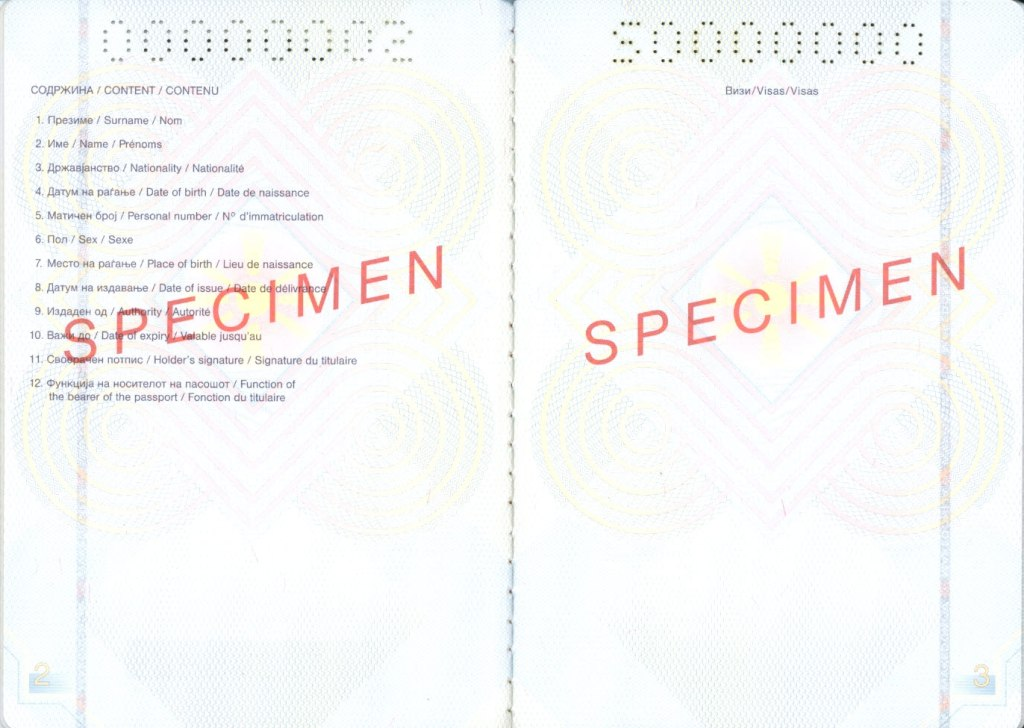 S0000000
СОДРЖИНА / CONTENT / CONTENU
1. Презиме / Surname / Nom
2. Име / Name / Prénoms
3. Државјанство / Nationality / Nationalité
4. Датум на раѓање / Date of birth / Date de naissance
5. Матичен број / Personal number / Nº d'immatriculation
6. Пол / Sex / Sexe
7. Место на раѓање / Place of birth / Lieu de naissance
8. Датум на издавање / Date of issue / Date de délivrance
9. Издаден од / Authority / Autorité
10. Важи до / Date of expiry / Valable jusqu'au
11. Своерачен потпис / Holder's signature / Signature du titulaire
12. Функција на носителот на пасошот / Function of
the bearer of the passport / Fonction du titulaire
SPECIMEN
2
Визи/Visas/Visas
SPECIMEN
3